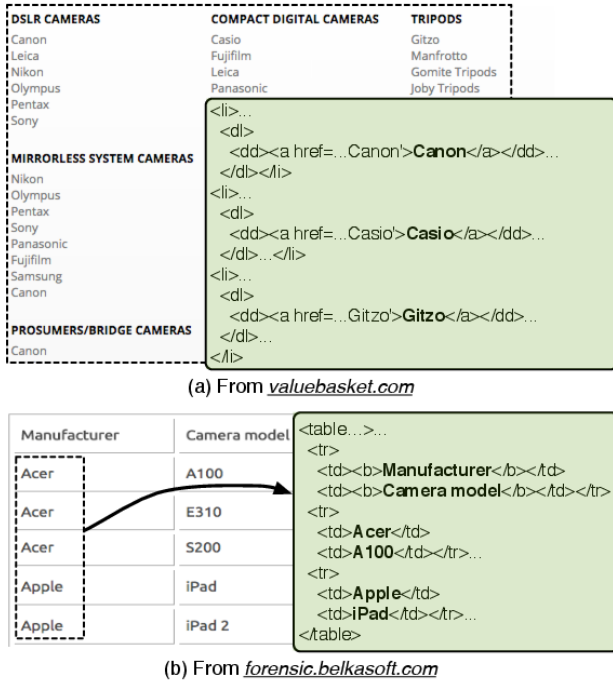 DSLR CAMERAS
Canon
Leica
Nikon
Olympus
Pentax
Sony
MIRRORLESS SYSTEM CAMERAS
Nikon
Olympus
Pentax
Sony
Panasonic
Fujifilm
Samsung
Canon
PROSUMERS/BRIDGE CAMERAS
Canon
COMPACT DIGITAL CAMERAS
Casio
Fujifilm
Leica
Panasonic
TRIPODS
Gitzo
Manfrotto
Gomite Tripods
Joby Tripods
<li>...
<dl>
<dd><a href=...Canon'>Canon</a></dd>...
</dl></li>
<li>...
<dl>
<dd><a href=...Casio'>Casio</a></dd>...
</dl>...</li>
<li>...
<dl>
<dd><a href=...Gitzo'>Gitzo</a></dd>...
</dl>...
</li>
(a) From valuebasket.com
Manufacturer Camera model
Acer A100
Acer E310
Acer S200
Apple iPad
Apple iPad 2
<table...>...
<tr>
<td><b>Manufacturer</b></td>
<td><b>Camera model</b></td></tr>
<tr>
<td>Acer</td>
<td>A100</td></tr>...
<tr>
<td>Apple</td>
<td>iPad</td></tr>...
</table>
(b) From forensic.belkasoft.com